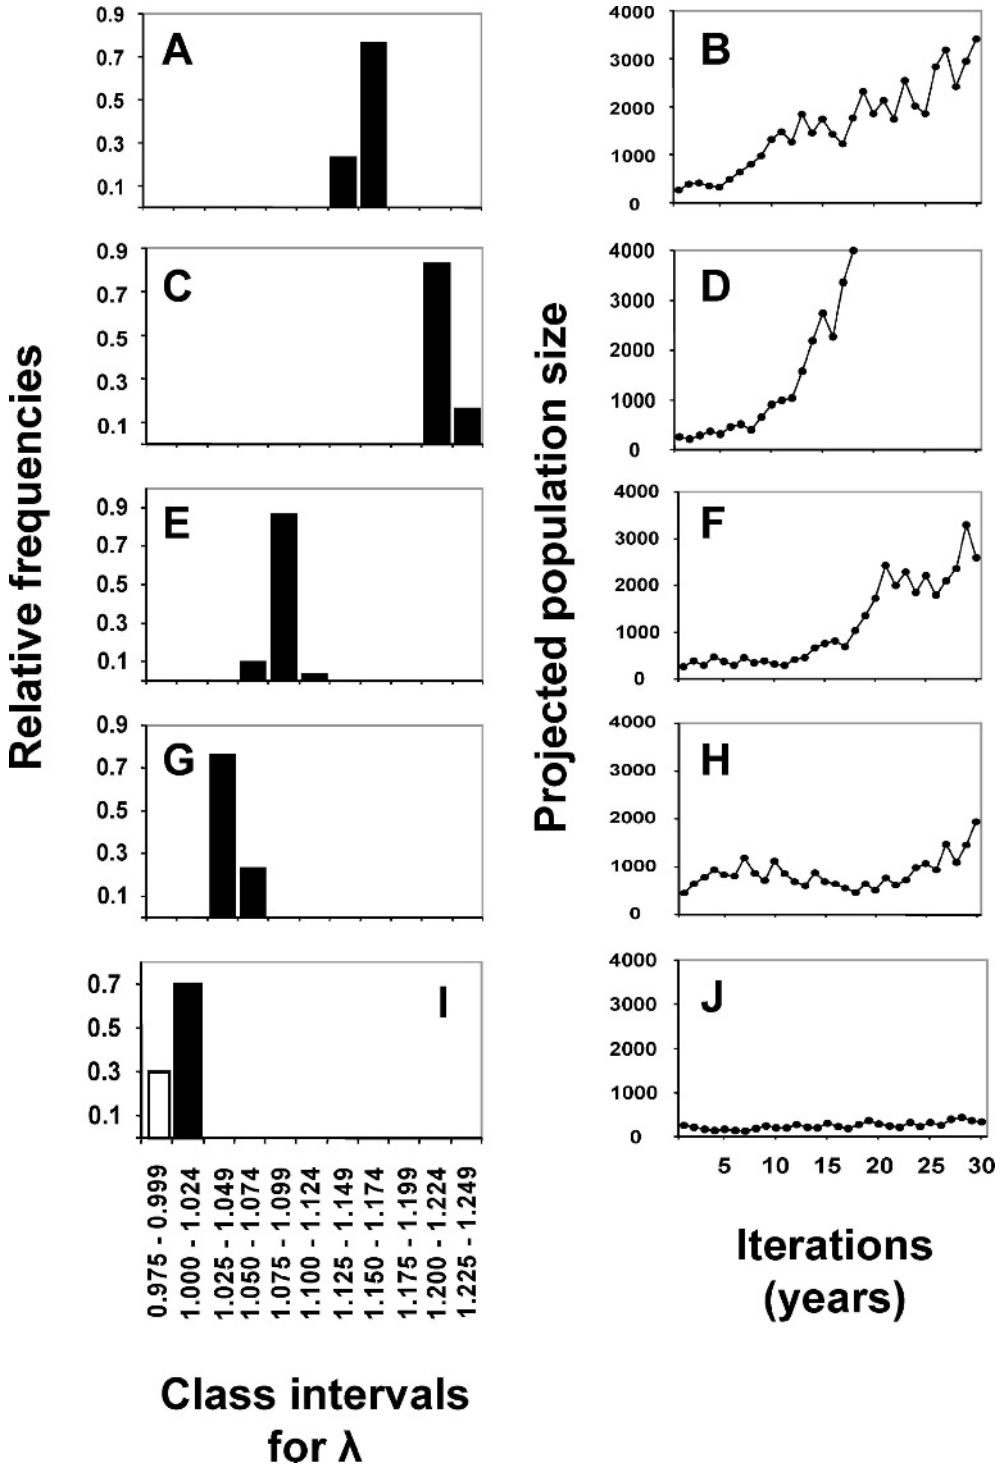 Relative frequencies
A
0.9
0.7
0.5
0.3
0.1
Projected population size
B
4000
3000
2000
1000
0
C
0.9
0.7
0.5
0.3
0.1
D
4000
3000
2000
1000
0
E
0.9
0.7
0.5
0.3
0.1
F
4000
3000
2000
1000
0
G
0.9
0.7
0.5
0.3
0.1
H
4000
3000
2000
1000
0
I
0.7
0.5
0.3
0.1
J
4000
3000
2000
1000
0
0.975 - 0.999
1.000 - 1.024
1.025 - 1.049
1.050 - 1.074
1.075 - 1.099
1.100 - 1.124
1.125 - 1.149
1.150 - 1.174
1.175 - 1.199
1.200 - 1.224
1.225 - 1.249
5 10 15 20 25 30
Class intervals
for λ
Iterations
(years)